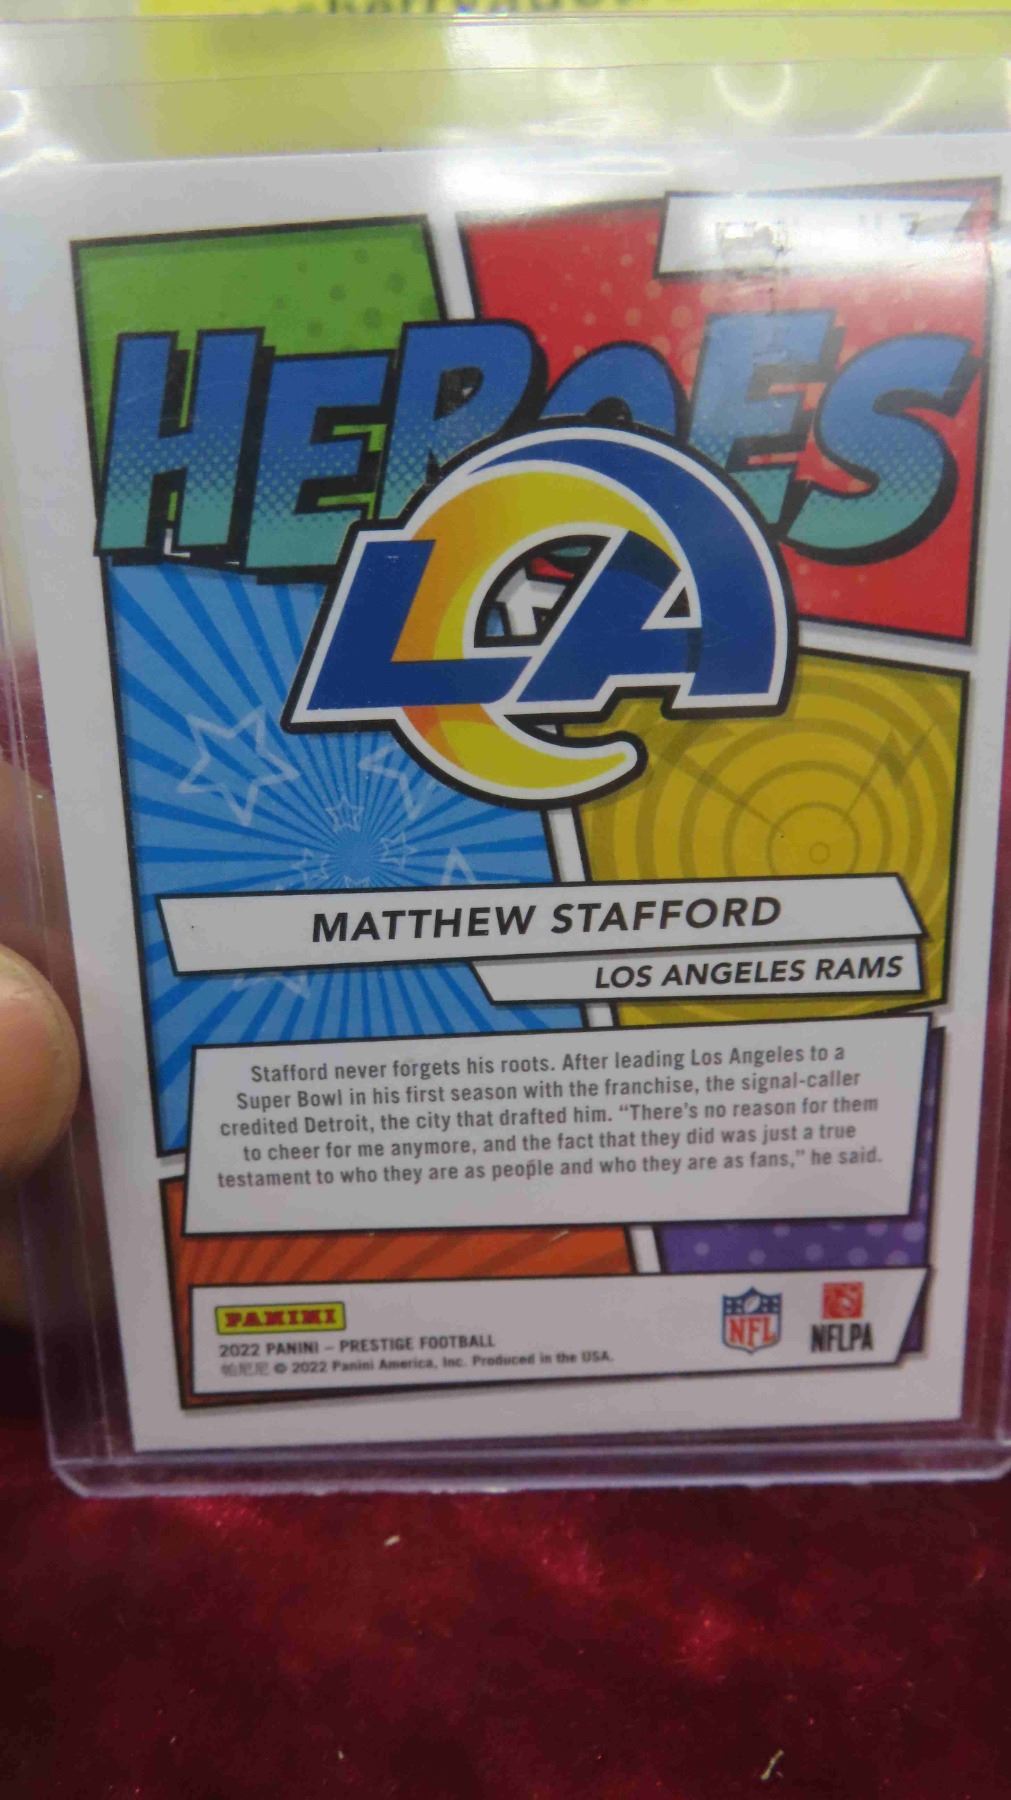 HEROES
LA
MATTHEW STAFFORD
LOS ANGELES RAMS
Stafford never forgets his roots. After leading Los Angeles to a
Super Bowl in his first season with the franchise, the signal-caller
credited Detroit, the city that drafted him. “There's no reason for them
to cheer for me anymore, and the fact that they did was just a true
testament to who they are as people and who they are as fans,” he said.
PANINI
2022 PANINI – PRESTIGE FOOTBALL
帕尼尼 © 2022 Panini America, Inc. Produced in the USA.
NFL
NFLPA